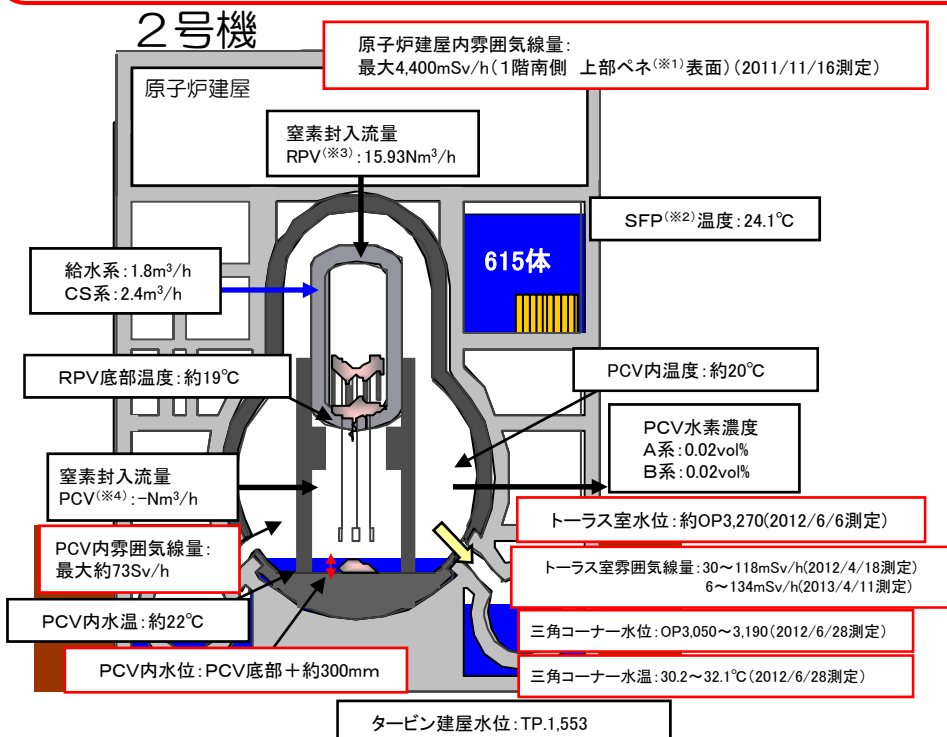 2号機
原子炉建屋内雰囲気線量：
最大4,400mSv/h（1階南側　上部ペネ(※1)表面）（2011/11/16測定）
原子炉建屋
窒素封入流量
RPV(※3)：15.93Nm³/h
SFP(※2)温度：24.1℃
615体
給水系：1.8m³/h
CS系：2.4m³/h
RPV底部温度：約19℃
PCV内温度：約20℃
PCV水素濃度
A系：0.02vol%
B系：0.02vol%
窒素封入流量
PCV(※4)：-Nm³/h
トーラス室水位：約OP3,270(2012/6/6測定)
PCV内雰囲気線量：
最大約73Sv/h
トーラス室雰囲気線量：30～118mSv/h(2012/4/18測定)
6～134mSv/h(2013/4/11測定)
PCV内水温：約22℃
三角コーナー水位：OP3,050～3,190(2012/6/28測定)
PCV内水位：PCV底部＋約300mm
三角コーナー水温：30.2～32.1℃(2012/6/28測定)
タービン建屋水位：TP.1,553